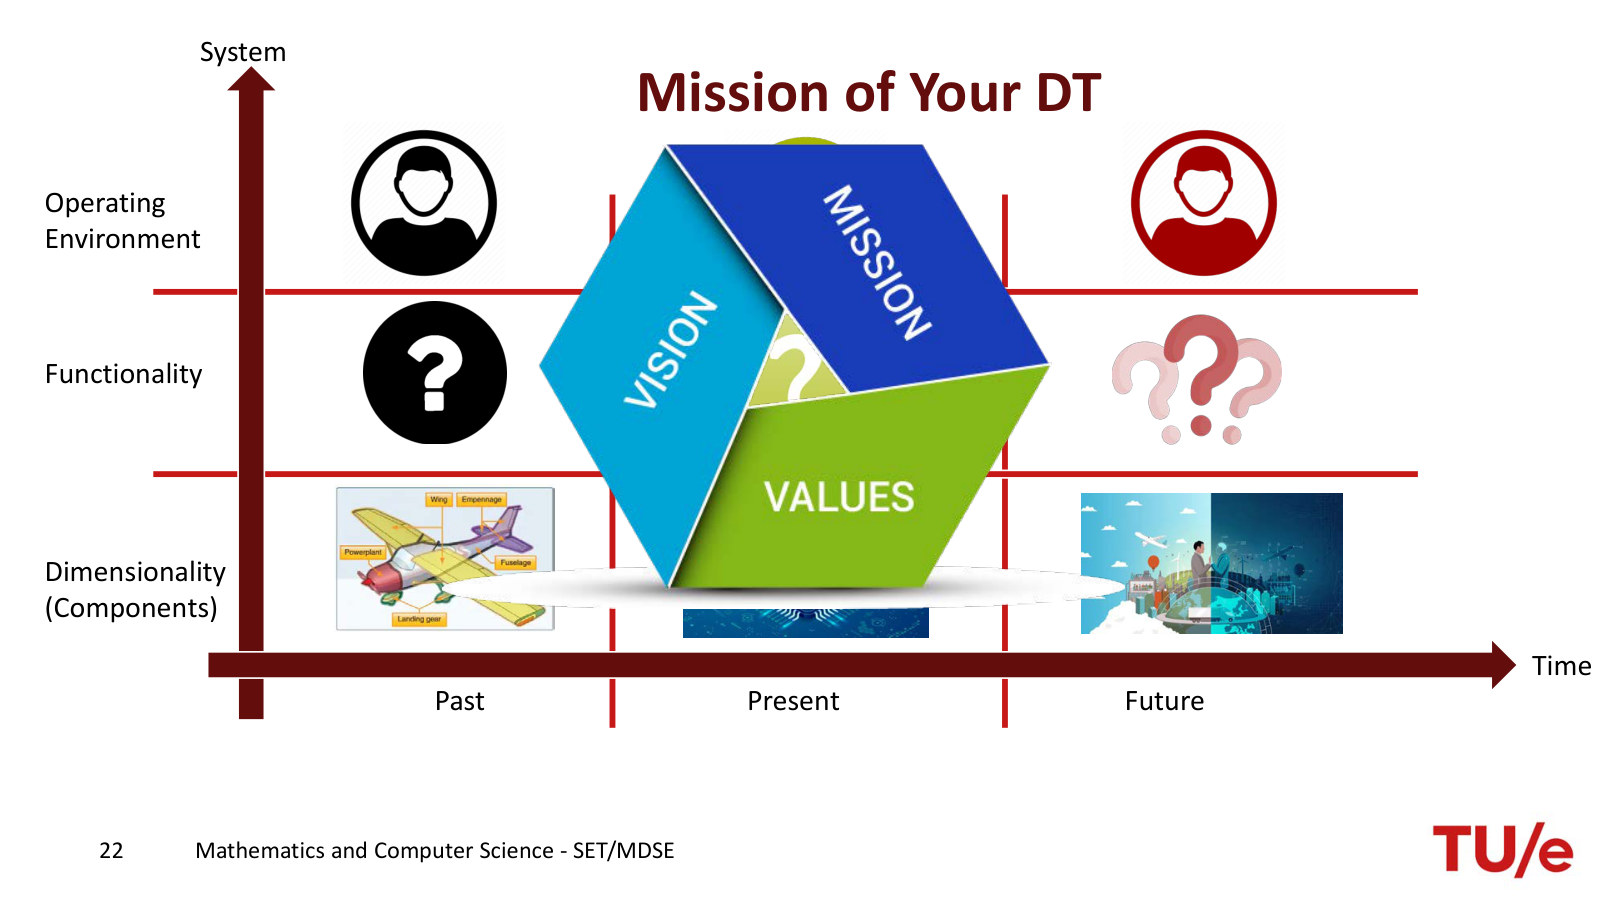 System
Mission of Your DT
Operating
Environment
MISSION
VISION
Functionality
VALUES
Wing
Empennage
Powerplant
Fuselage
Landing gear
Dimensionality
(Components)
Time
Past
Present
Future
22
Mathematics and Computer Science - SET/MDSE
TU/e